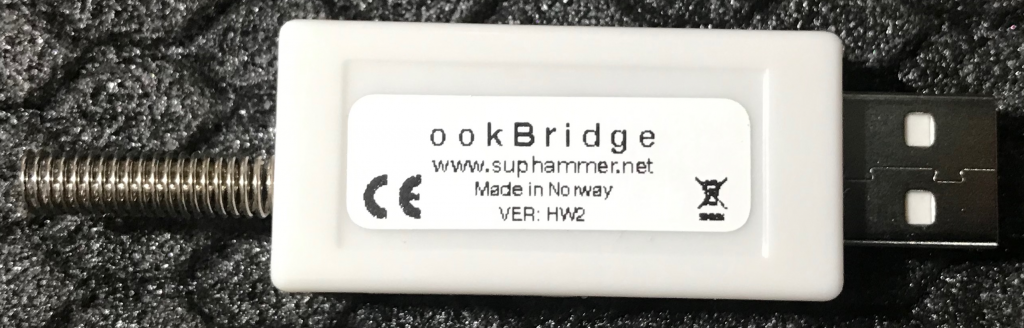 ookBridge
www.suphammer.net
Made in Norway
CE
VER: HW2